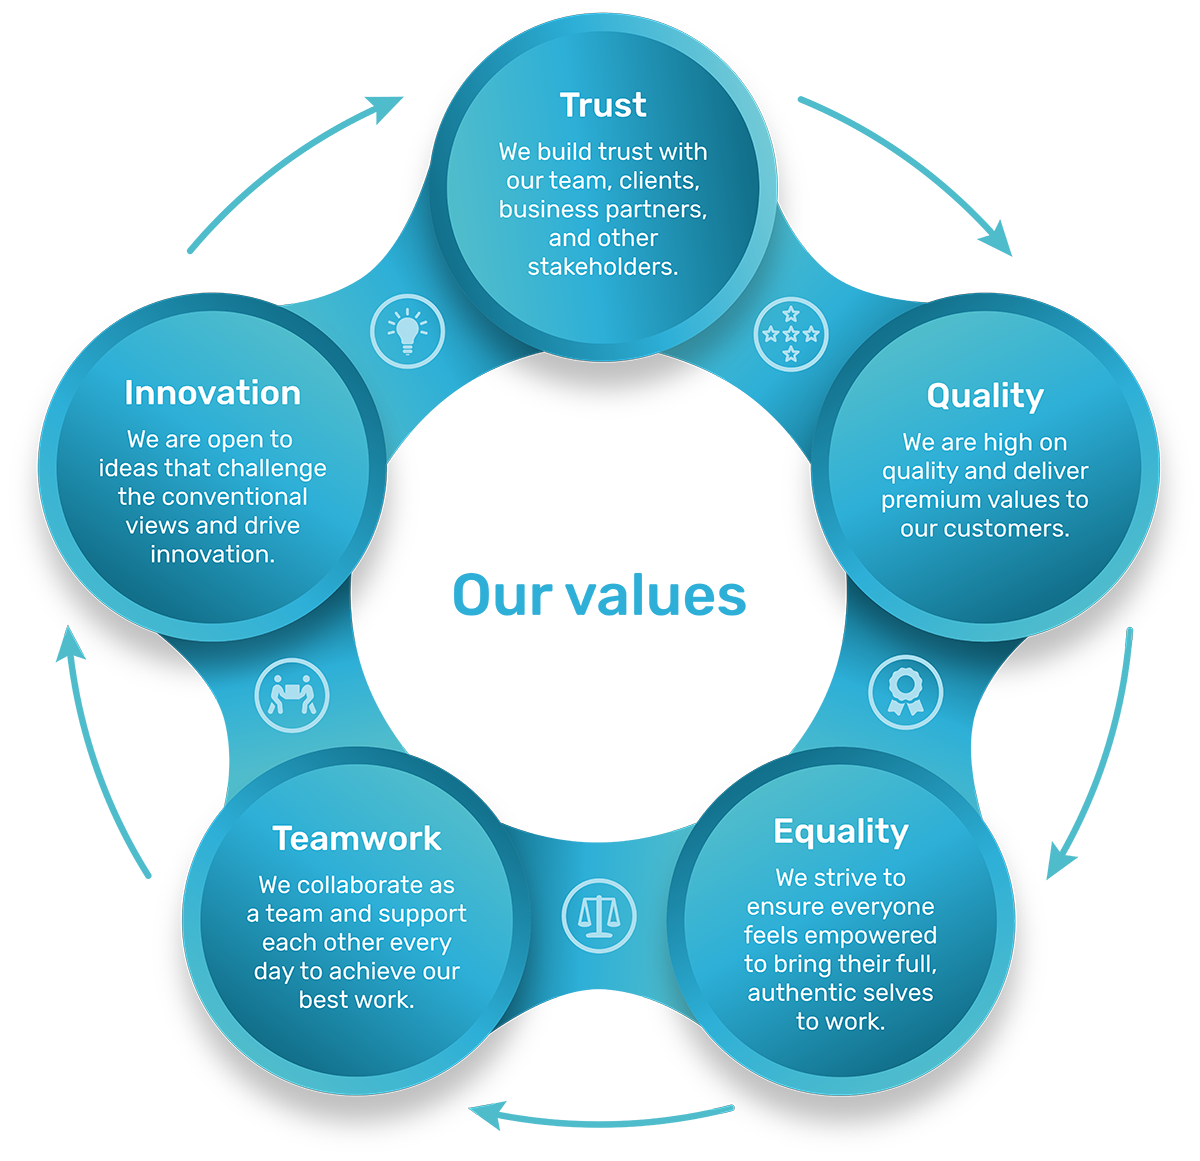 Trust
We build trust with
our team, clients,
business partners,
and other
stakeholders.
Quality
We are high on
quality and deliver
premium values to
our customers.
Equality
We strive to
ensure everyone
feels empowered
to bring their full,
authentic selves
to work.
Teamwork
We collaborate as
a team and support
each other every
day to achieve our
best work.
Innovation
We are open to
ideas that challenge
the conventional
views and drive
innovation.
Our values